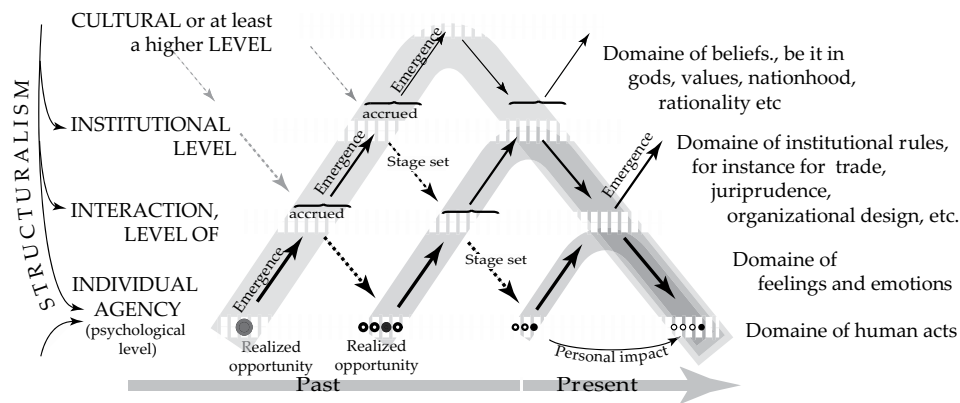 STRUCTURALISM
CULTURAL or at least
a higher LEVEL
INSTITUTIONAL
LEVEL
INTERACTION,
LEVEL OF
INDIVIDUAL
AGENCY
(psychological
level)
Emergence
accrued
Emergence
Stage set
accrued
Emergence
Stage set
Emergence
Realized
opportunity
Realized
opportunity
Personal impact
Past
Present
Domaine of beliefs., be it in
gods, values, nationhood,
rationality etc
Domaine of institutional rules,
for instance for trade,
juriprudence,
organizational design, etc.
Domaine of
feelings and emotions
Domaine of human acts